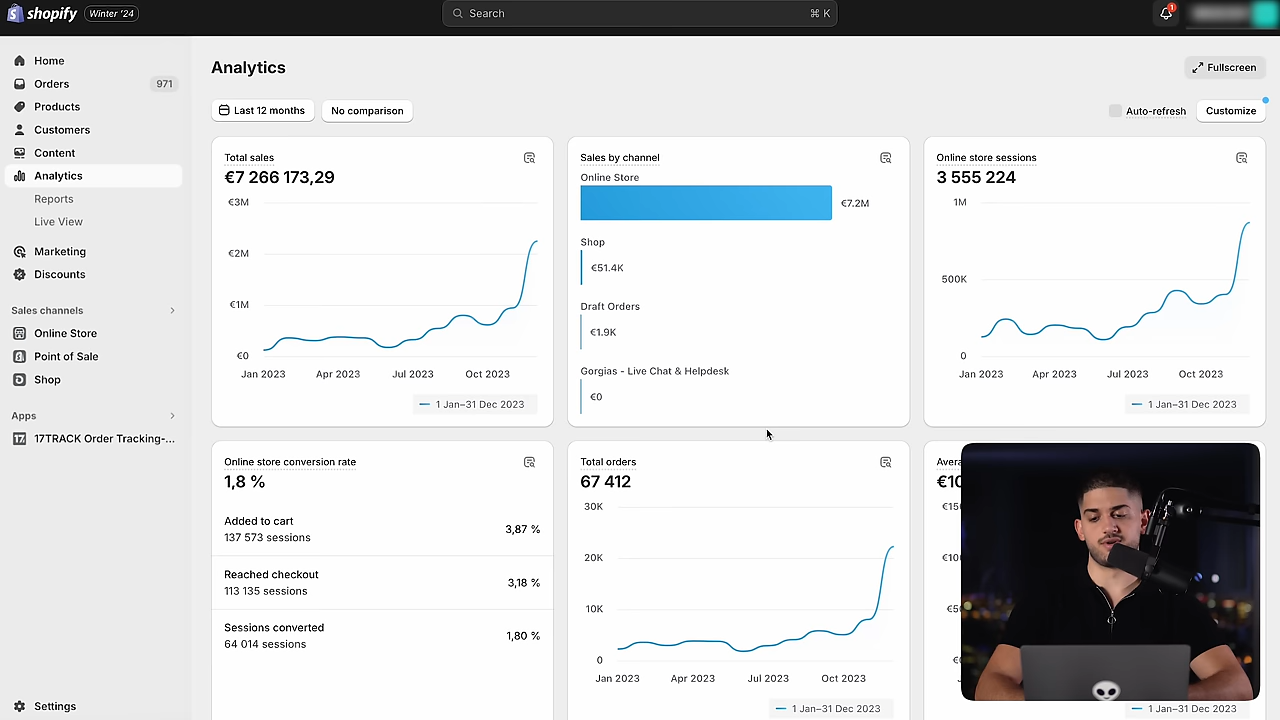 shopify
Winter '24
Search
⌘ K
1
Home
Orders
971
Products
Customers
Content
Analytics
Reports
Live View
Marketing
Discounts
Sales channels
Online Store
Point of Sale
Shop
Apps
17TRACK Order Tracking-...
Settings
Analytics
Fullscreen
Last 12 months
No comparison
Auto-refresh
Customize
Total sales
€7 266 173,29
€3M
€2M
€1M
€0
Jan 2023 Apr 2023 Jul 2023 Oct 2023
1 Jan–31 Dec 2023
Sales by channel
Online Store
€7.2M
Shop
€51.4K
Draft Orders
€1.9K
Gorgias - Live Chat & Helpdesk
€0
Online store sessions
3 555 224
1M
500K
0
Jan 2023 Apr 2023 Jul 2023 Oct 2023
1 Jan–31 Dec 2023
Online store conversion rate
1,8 %
Added to cart
137 573 sessions
3,87 %
Reached checkout
113 135 sessions
3,18 %
Sessions converted
64 014 sessions
1,80 %
Total orders
67 412
30K
20K
10K
0
Jan 2023 Apr 2023 Jul 2023 Oct 2023
1 Jan–31 Dec 2023
1 Jan–31 Dec 2023